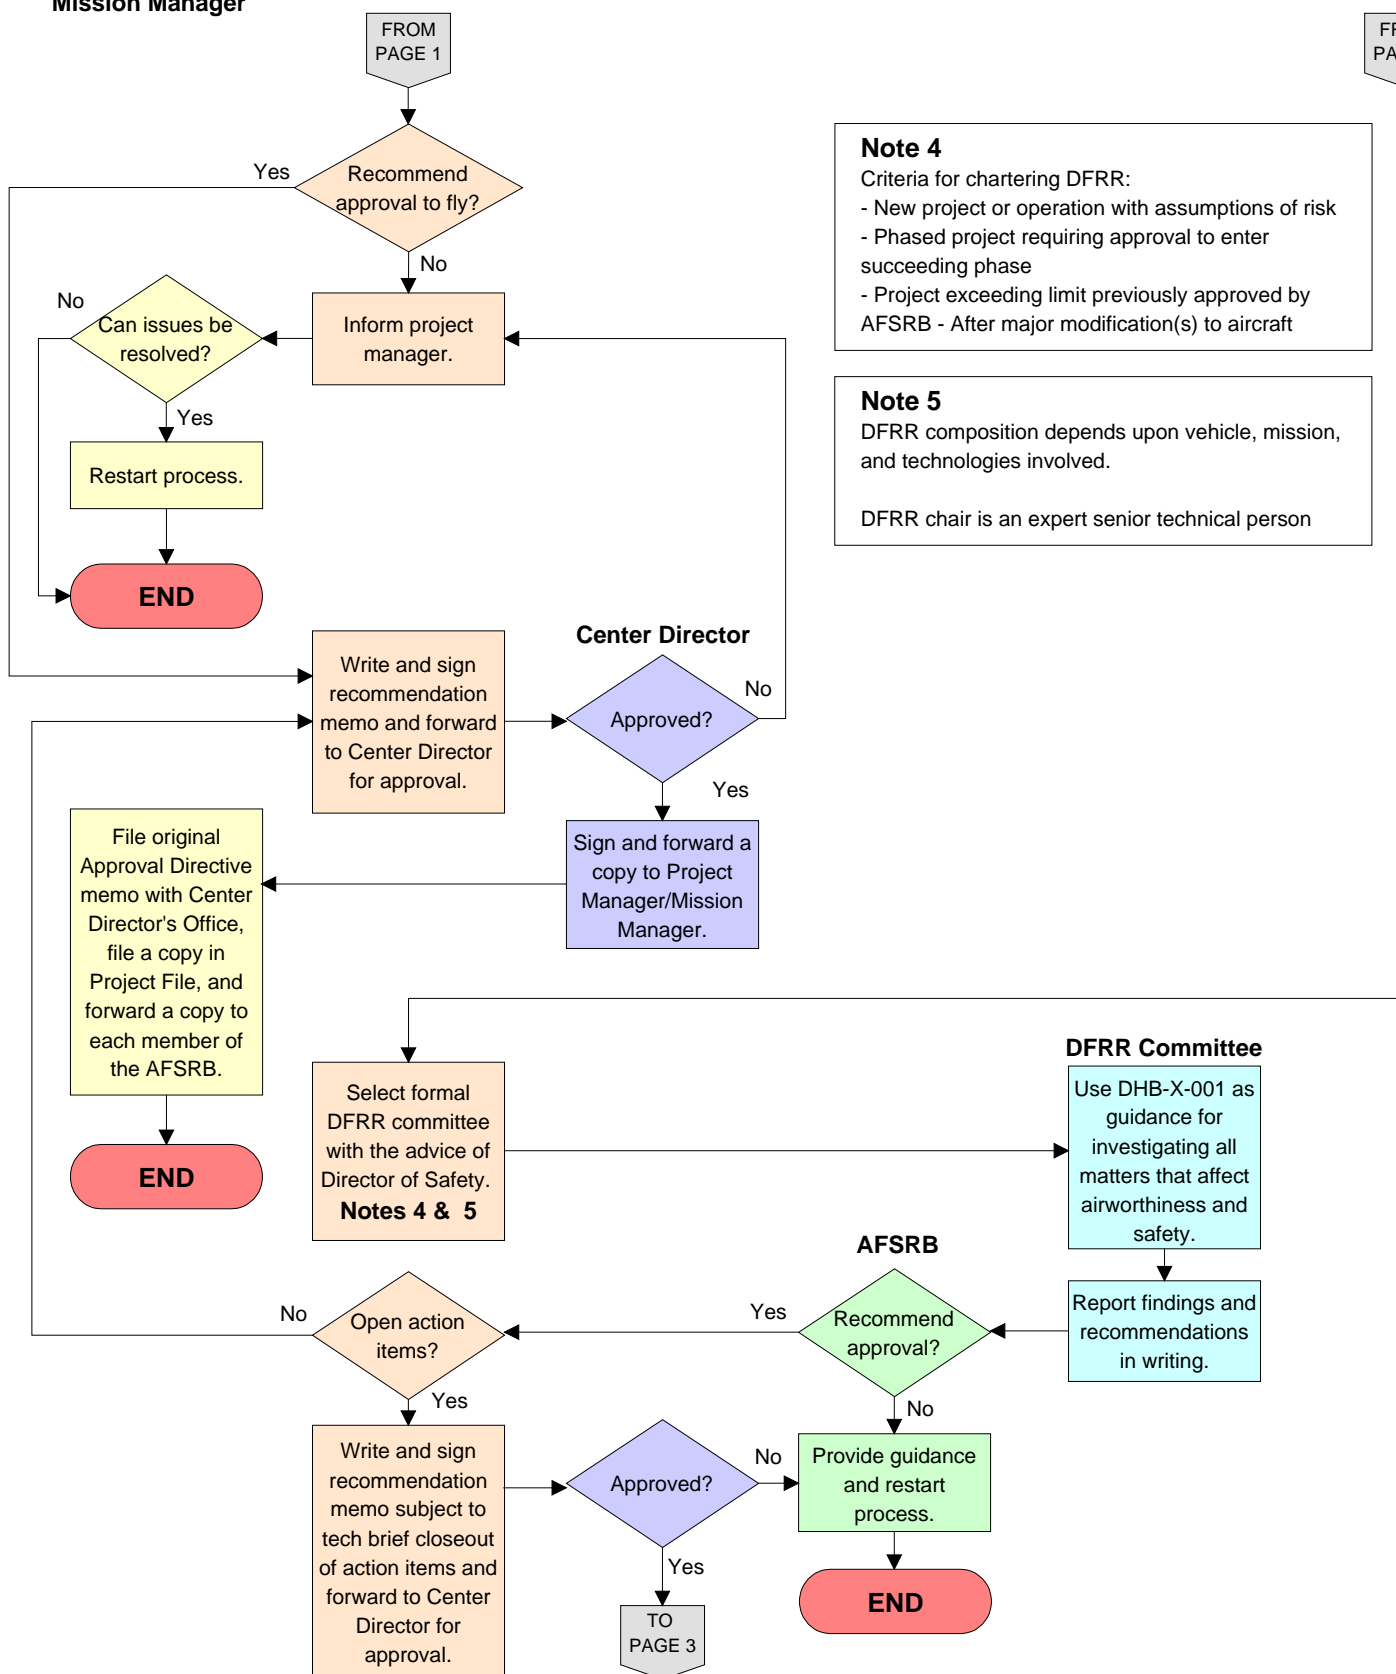 Mission Manager
FROM
PAGE 1
Yes
Recommend
approval to fly?
No
Note 4
Criteria for chartering DFRR:
- New project or operation with assumptions of risk
- Phased project requiring approval to enter
succeeding phase
- Project exceeding limit previously approved by
AFSRB - After major modification(s) to aircraft
No
Can issues be
resolved?
Inform project
manager.
Yes
Restart process.
END
Note 5
DFRR composition depends upon vehicle, mission,
and technologies involved.
DFRR chair is an expert senior technical person
Write and sign
recommendation
memo and forward
to Center Director
for approval.
Center Director
Approved?
No
Yes
Sign and forward a
copy to Project
Manager/Mission
Manager.
File original
Approval Directive
memo with Center
Director's Office,
file a copy in
Project File, and
forward a copy to
each member of
the AFSRB.
END
Select formal
DFRR committee
with the advice of
Director of Safety.
Notes 4 & 5
DFRR Committee
Use DHB-X-001 as
guidance for
investigating all
matters that affect
airworthiness and
safety.
Report findings and
recommendations
in writing.
AFSRB
Recommend
approval?
Yes
No
Open action
items?
No
Yes
Write and sign
recommendation
memo subject to
tech brief closeout
of action items and
forward to Center
Director for
approval.
Approved?
No
Yes
Provide guidance
and restart
process.
END
TO
PAGE 3